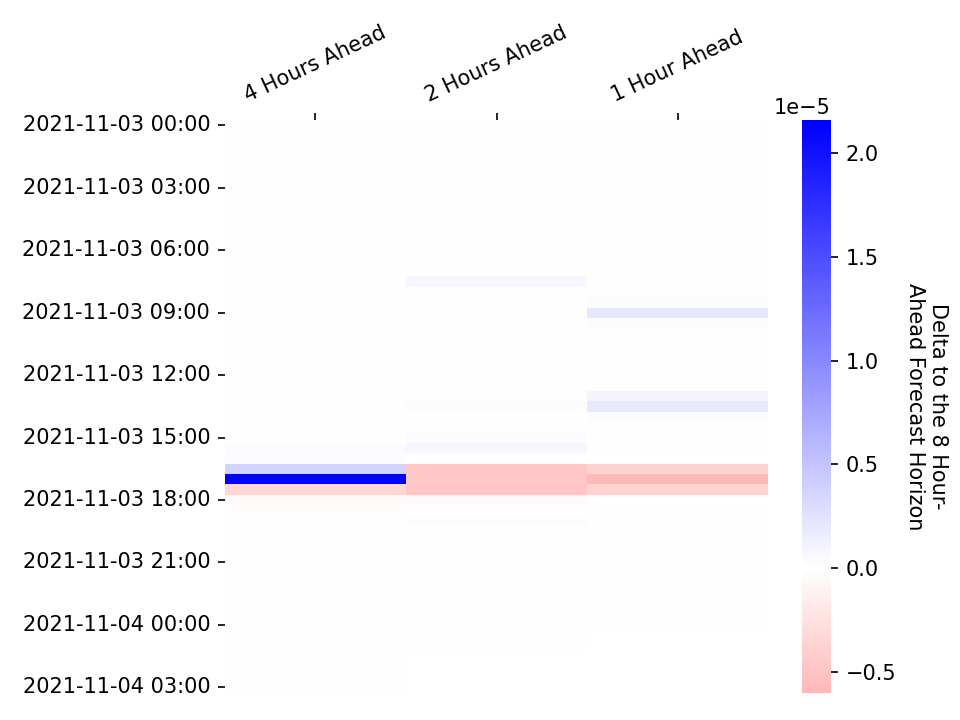 4 Hours Ahead
2 Hours Ahead
1 Hour Ahead
1e−5
2021-11-03 00:00
2021-11-03 03:00
2021-11-03 06:00
2021-11-03 09:00
2021-11-03 12:00
2021-11-03 15:00
2021-11-03 18:00
2021-11-03 21:00
2021-11-04 00:00
2021-11-04 03:00
2.0
1.5
1.0
0.5
0.0
−0.5
Delta to the 8 Hour-
Ahead Forecast Horizon